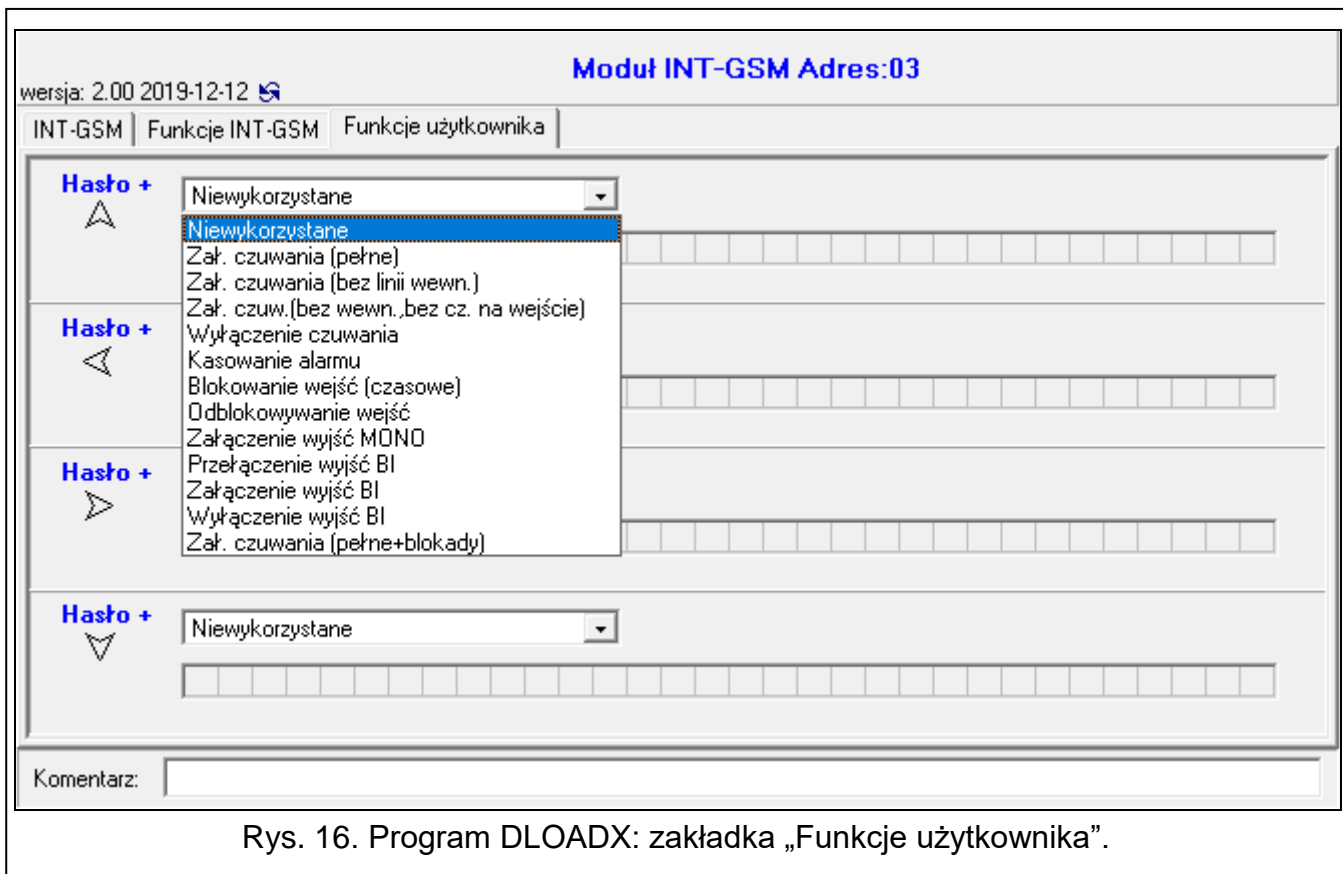 Moduł INT-GSM Adres:03
wersja: 2.00 2019-12-12
INT-GSM Funkcje INT-GSM Funkcje użytkownika
Hasło +
Niewykorzystane
Niewykorzystane
Zał. czuwania (pełne)
Zał. czuwania (bez linii wewn.)
Zał. czuw.(bez wewn.,bez cz. na wejście)
Hasło +
Wyłączenie czuwania
Kasowanie alarmu
Blokowanie wejść (czasowe)
Odblokowywanie wejść
Załączenie wyjść MONO
Hasło +
Przełączenie wyjść BI
Załączenie wyjść BI
Wyłączenie wyjść BI
Zał. czuwania (pełne+blokady)
Hasło +
Niewykorzystane
Komentarz:
Rys. 16. Program DLOADX: zakładka „Funkcje użytkownika”.